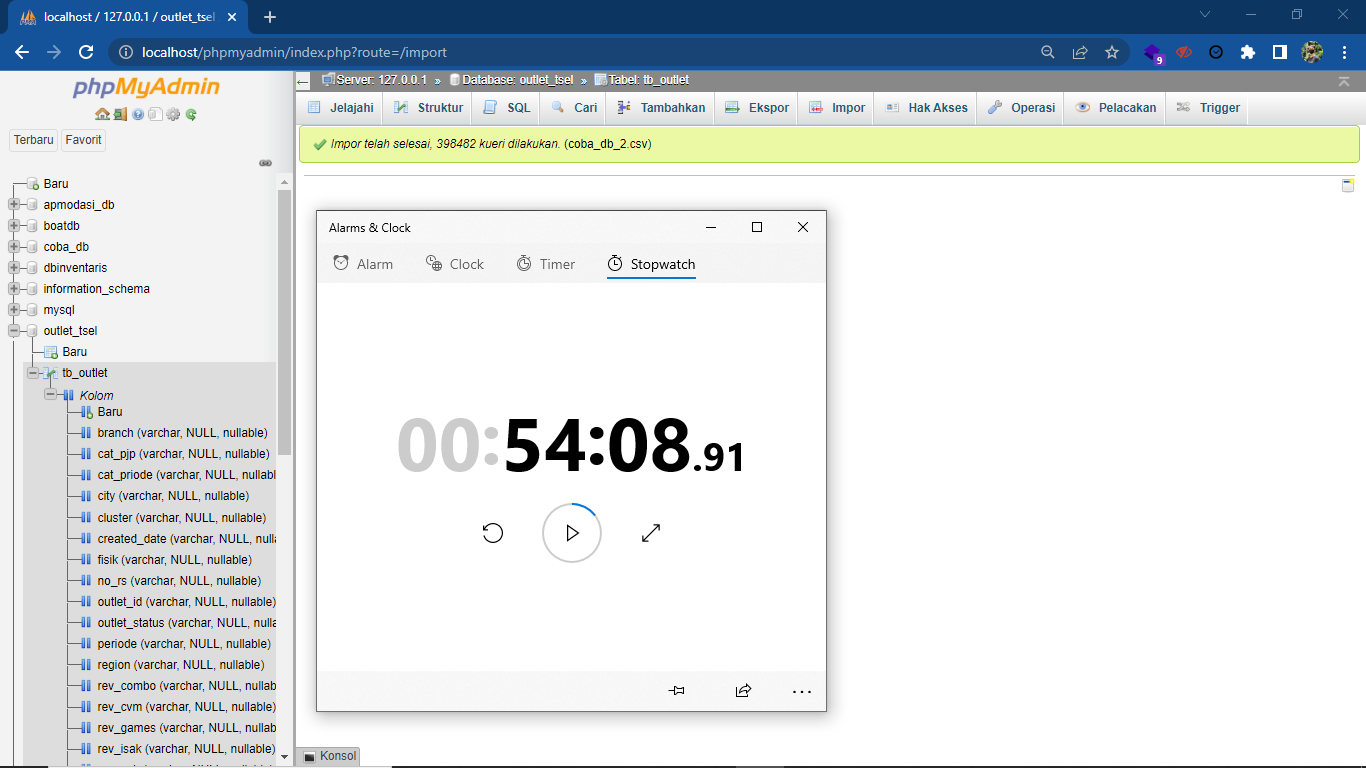 localhost / 127.0.0.1 / outlet_tsel
localhost/phpmyadmin/index.php?route=/import
9
phpMyAdmin
Terbaru Favorit
Baru
apmodasi_db
boatdb
coba_db
dbinventaris
information_schema
mysql
outlet_tsel
Baru
tb_outlet
Kolom
Baru
branch (varchar, NULL, nullable)
cat_pjp (varchar, NULL, nullable)
cat_priode (varchar, NULL, nullabl
city (varchar, NULL, nullable)
cluster (varchar, NULL, nullable)
created_date (varchar, NULL, nulla
fisik (varchar, NULL, nullable)
no_rs (varchar, NULL, nullable)
outlet_id (varchar, NULL, nullable)
outlet_status (varchar, NULL, nulla
periode (varchar, NULL, nullable)
region (varchar, NULL, nullable)
rev_combo (varchar, NULL, nullab
rev_cvm (varchar, NULL, nullable)
rev_games (varchar, NULL, nullab
rev_isak (varchar, NULL, nullable)
Server: 127.0.0.1 » Database: outlet_tsel » Tabel: tb_outlet
Jelajahi Struktur SQL Cari Tambahkan Ekspor Impor Hak Akses Operasi Pelacakan Trigger
Impor telah selesai, 398482 kueri dilakukan. (coba_db_2.csv)
Alarms & Clock
Alarm Clock Timer Stopwatch
00:54:08.91
Konsol